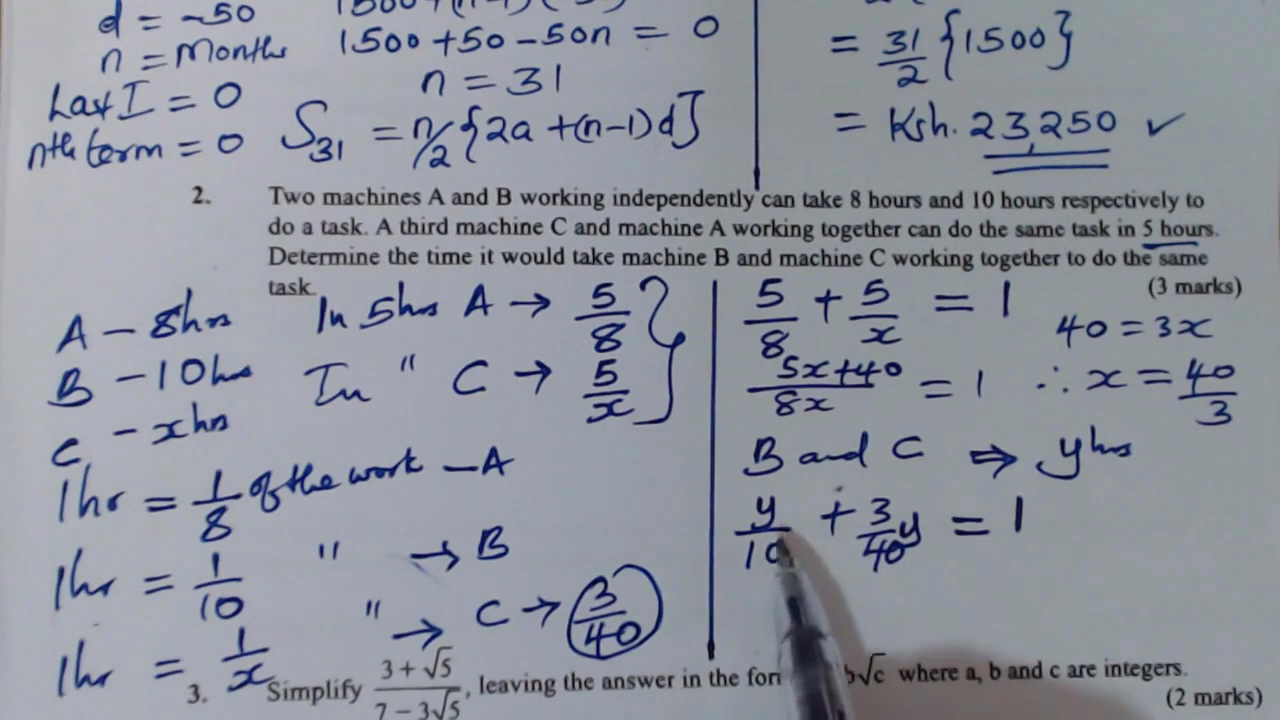 d = -50
n = Months
1500 + 50 - 50n = 0
n = 31
Last I = 0
nth term = 0
S31 = n/2 {2a + (n-1)d}
= 31/2 {1500}
= Ksh. 23,250 ✓
2. Two machines A and B working independently can take 8 hours and 10 hours respectively to
do a task. A third machine C and machine A working together can do the same task in 5 hours.
Determine the time it would take machine B and machine C working together to do the same
task. (3 marks)
A - 8hrs In 5hrs A → 5/8
B - 10hrs In " C → 5/x
C - x hrs
1hr = 1/8 of the work - A
1hr = 1/10 " → B
1hr = 1/x " → C → 3/40
5/8 + 5/x = 1
5x+40/8x = 1
40 = 3x
∴ x = 40/3
B and C ⇒ y hrs
y/10 + 3/40 y = 1
3. Simplify 3 + √5/7 - 3√5, leaving the answer in the b√c where a, b and c are integers.
(2 marks)